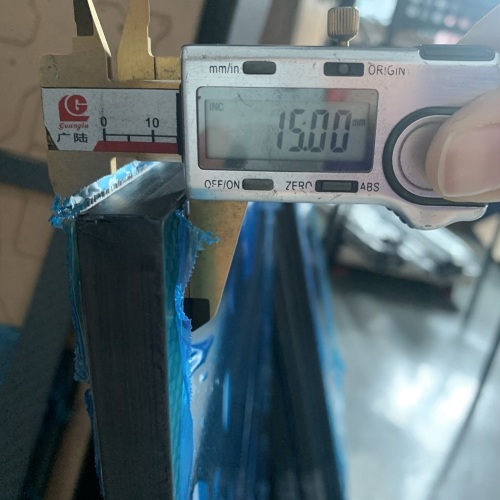 mm/in ORIGIN
INC
15.00 mm
Guanglu
广陆
0 10
OFF/ON ZERO ABS